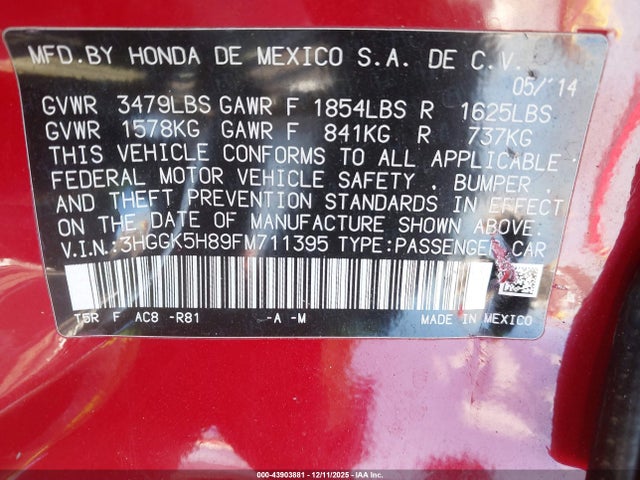 MFD.BY HONDA DE MEXICO S.A. DE C.V.
05/'14
GVWR 3479LBS GAWR F 1854LBS R 1625LBS
GVWR 1578KG GAWR F 841KG R 737KG
THIS VEHICLE CONFORMS TO ALL APPLICABLE
FEDERAL MOTOR VEHICLE SAFETY , BUMPER ,
AND THEFT PREVENTION STANDARDS IN EFFECT
ON THE DATE OF MANUFACTURE SHOWN ABOVE.
V.I.N.:3HGGK5H89FM711395 TYPE:PASSENGER CAR
T5R F AC8 -R81 -A -M MADE IN MEXICO
000-43903881 - 12/11/2025 - IAA Inc.